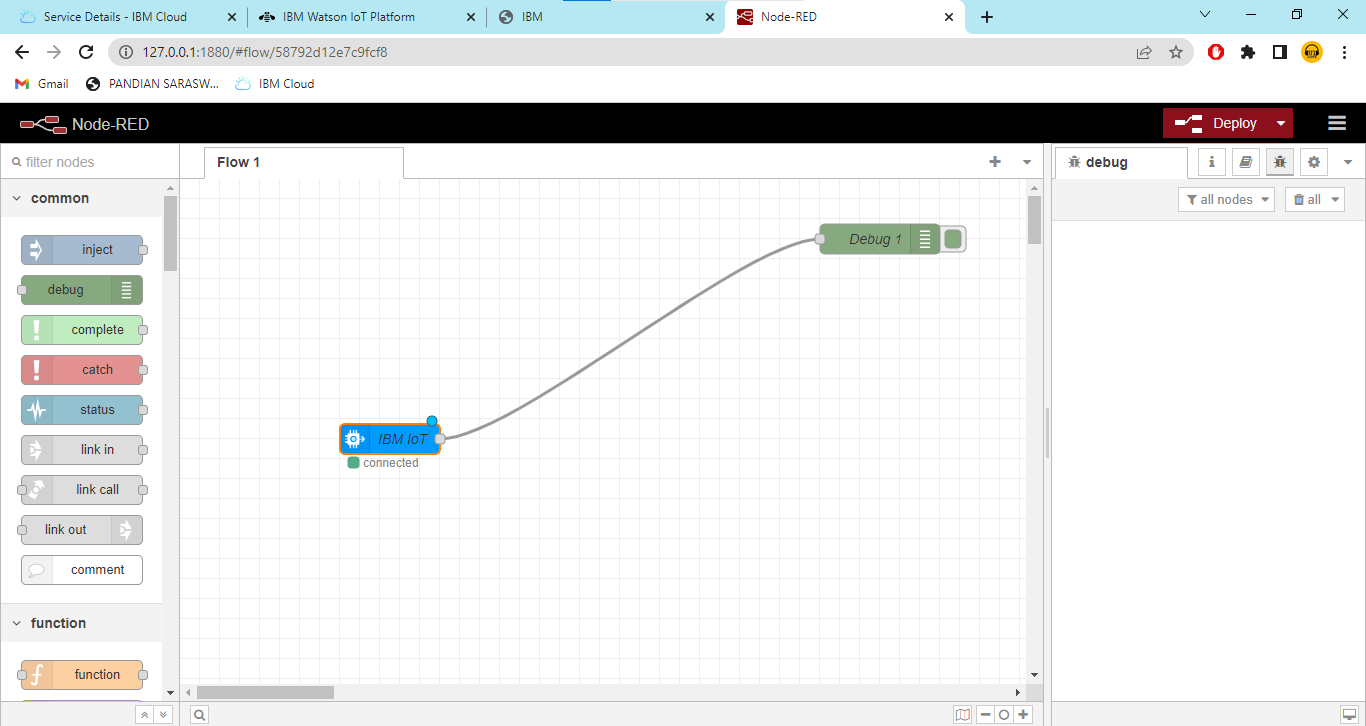 Service Details - IBM Cloud
IBM Watson IoT Platform
IBM
Node-RED
127.0.0.1:1880/#flow/58792d12e7c9fcf8
Gmail
PANDIAN SARASW...
IBM Cloud
Node-RED
Deploy
filter nodes
Flow 1
debug
i
common
all nodes
all
inject
debug
complete
catch
status
link in
link call
link out
comment
function
function
Debug 1
IBM IoT
connected